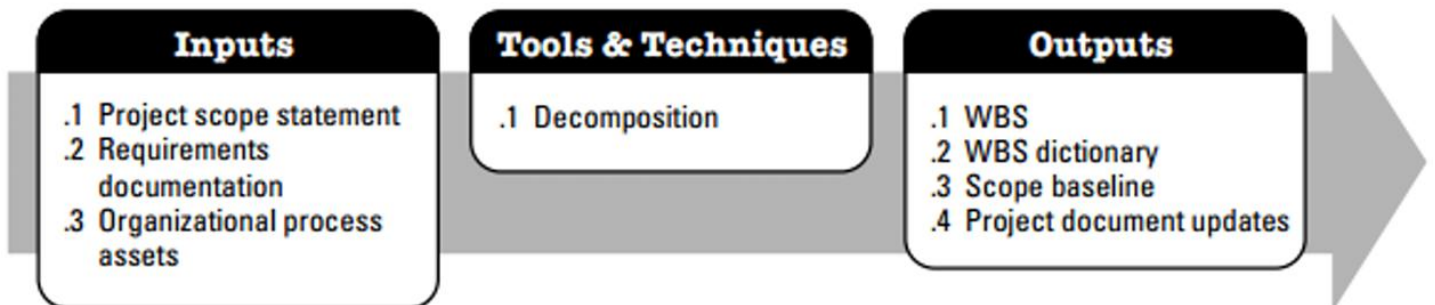 Inputs
.1 Project scope statement
.2 Requirements
documentation
.3 Organizational process
assets
Tools & Techniques
.1 Decomposition
Outputs
.1 WBS
.2 WBS dictionary
.3 Scope baseline
.4 Project document updates